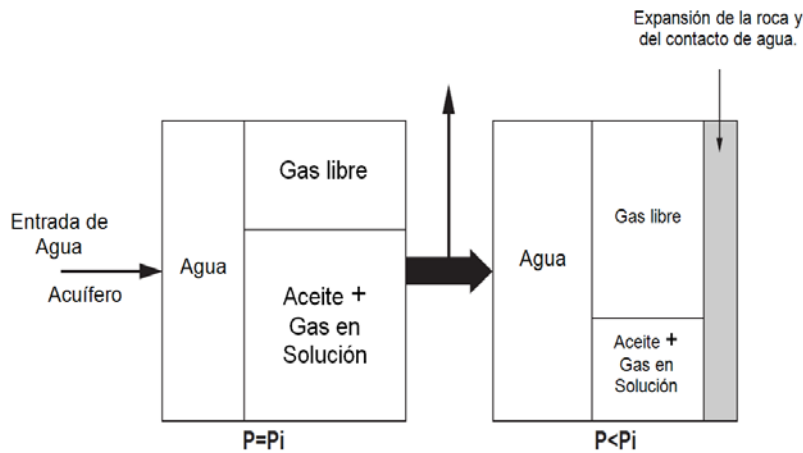 Expansión de la roca y
del contacto de agua.
Entrada de
Agua
Acuífero
Agua
Gas libre
Aceite +
Gas en
Solución
P=Pi
Agua
Gas libre
Aceite +
Gas en
Solución
P<Pi